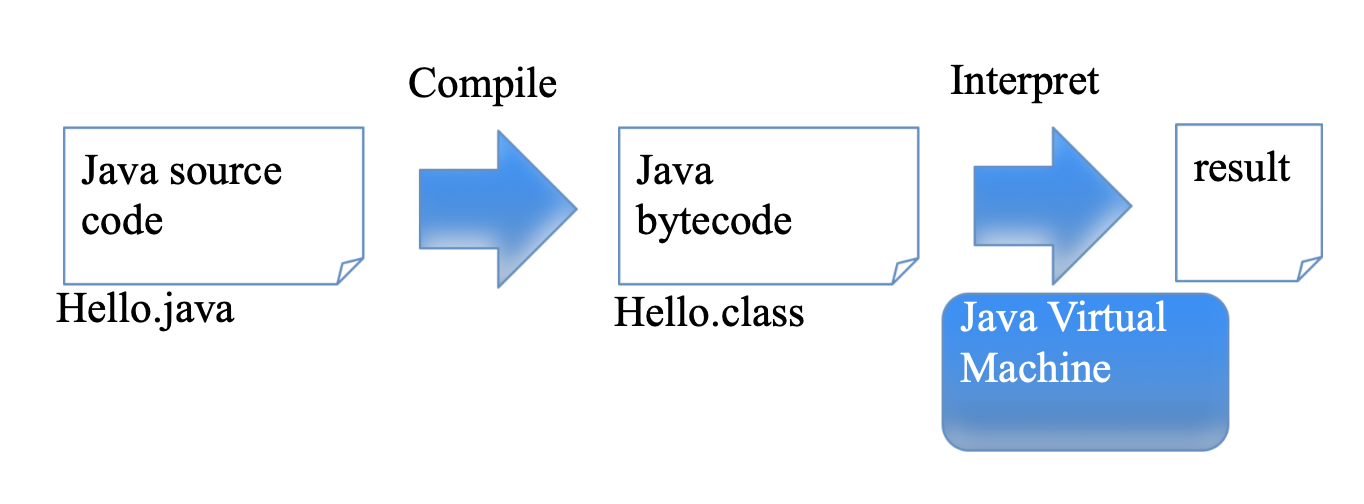 Compile
Interpret
Java source
code
Java
bytecode
result
Hello.java
Hello.class
Java Virtual
Machine